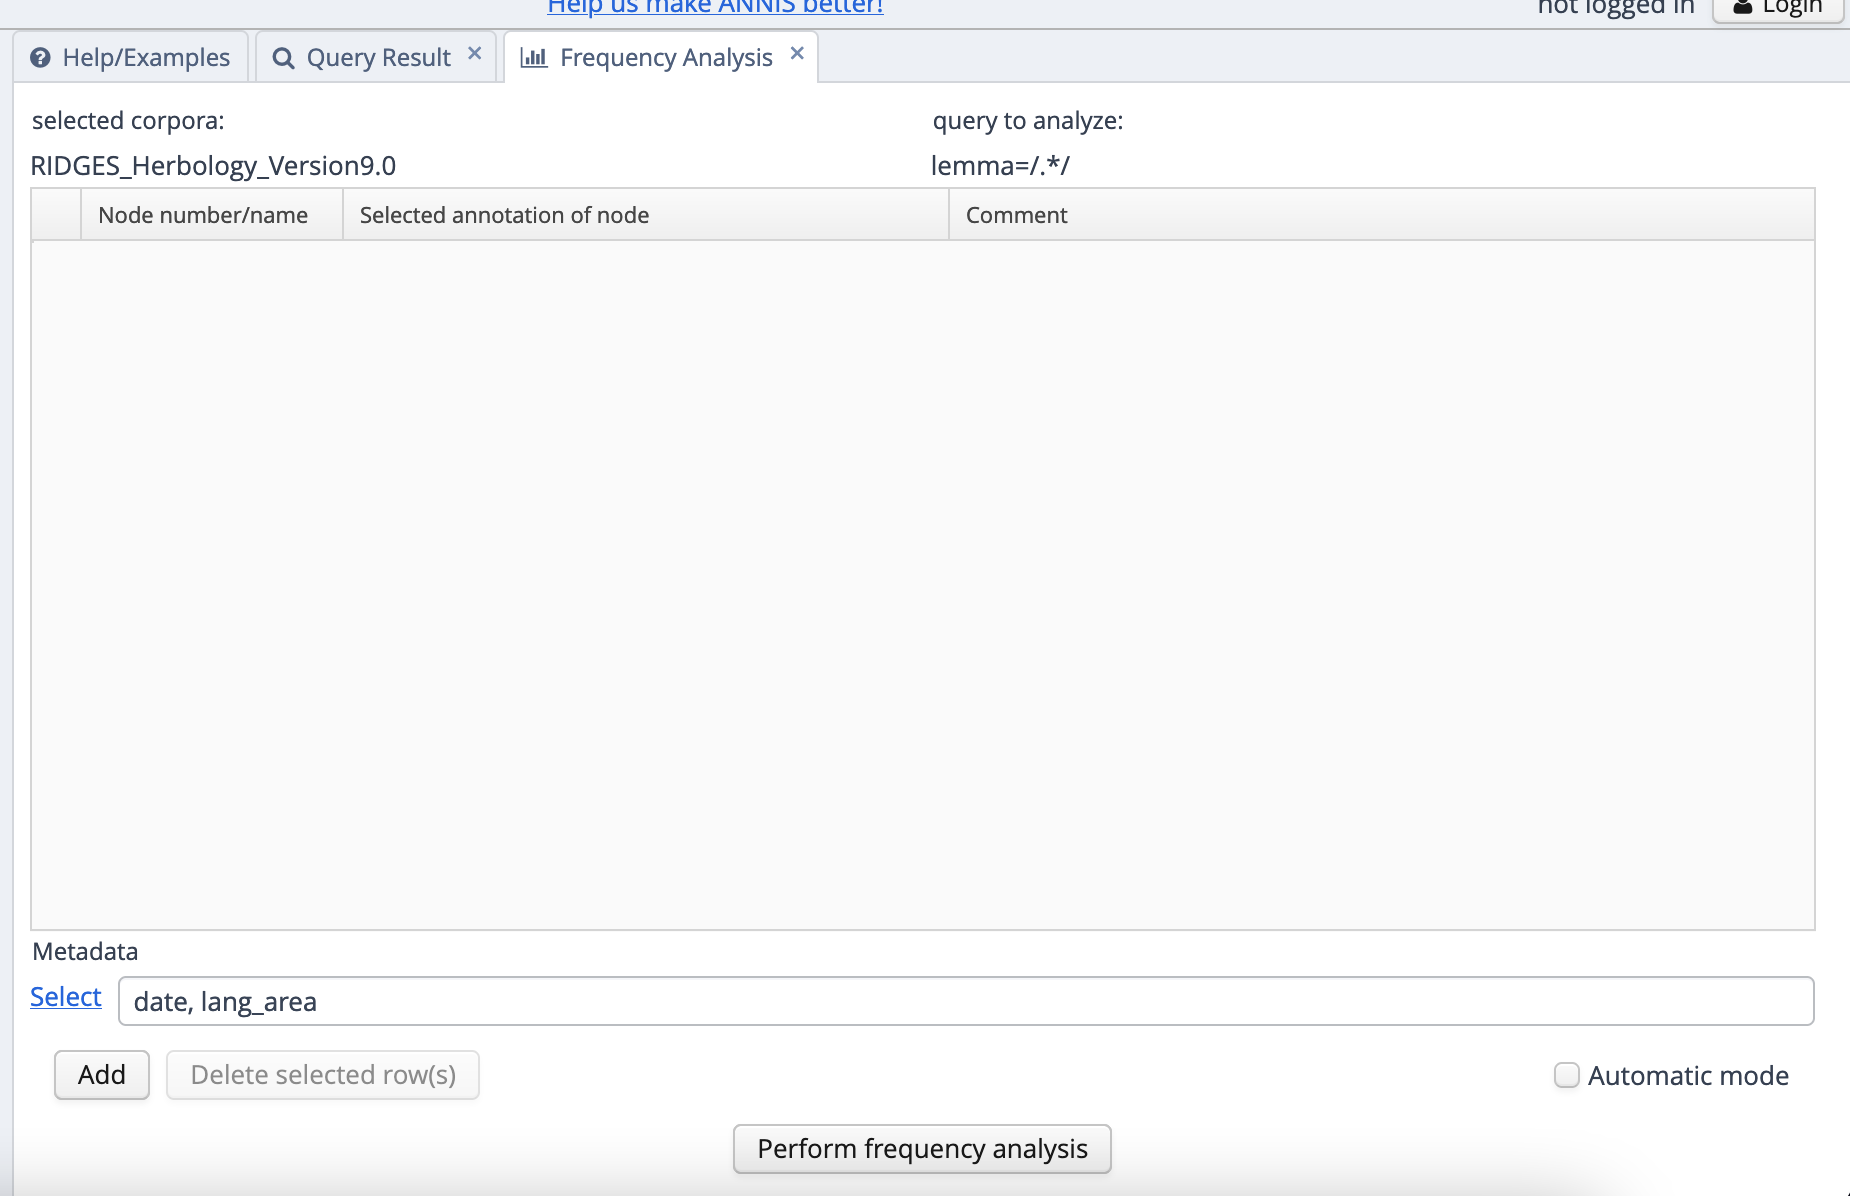 Help us make ANNIS better!
not logged in Login
Help/Examples Query Result Frequency Analysis
selected corpora: query to analyze:
RIDGES_Herbology_Version9.0 lemma=/.*/
Node number/name Selected annotation of node Comment
Metadata
Select date, lang_area
Add Delete selected row(s) Automatic mode
Perform frequency analysis